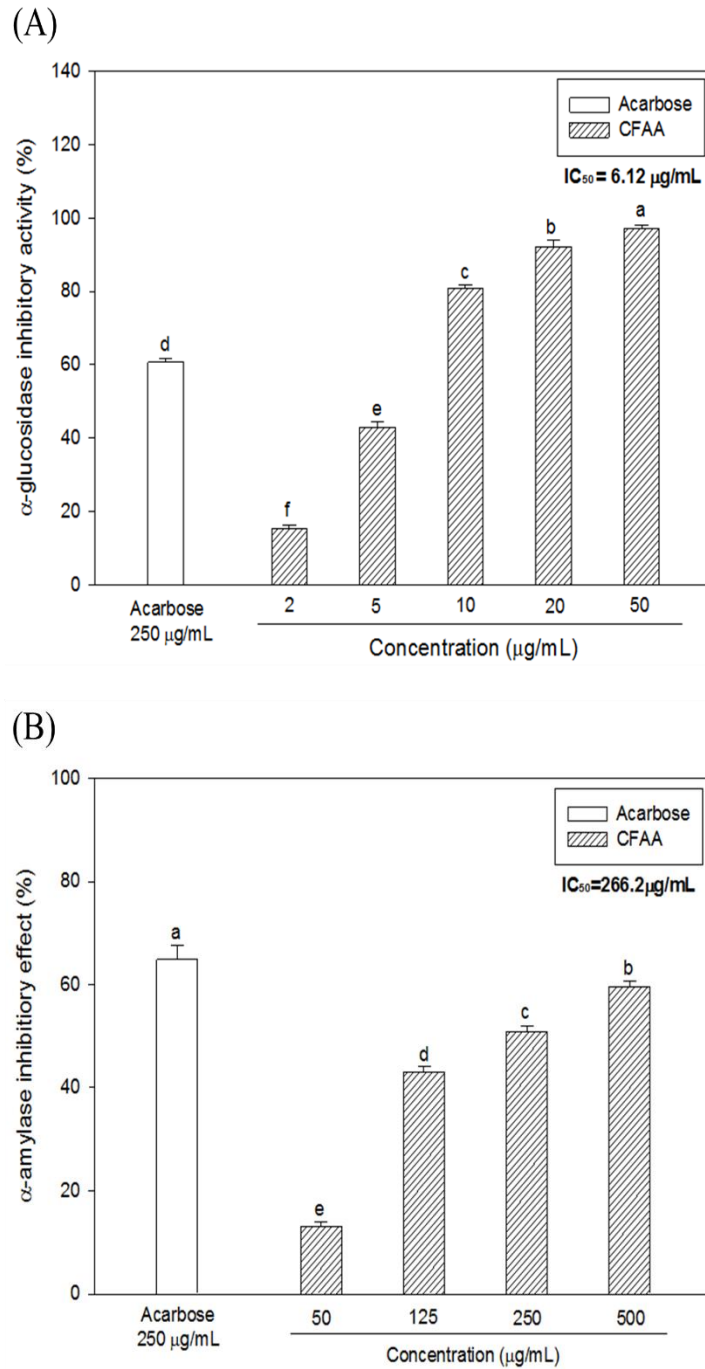 (A)
α-glucosidase inhibitory activity (%)
140
120
100
80
60
40
20
0
Acarbose
CFAA
IC₅₀ = 6.12 μg/mL
d
f
e
c
b
a
Acarbose
250 μg/mL
2 5 10 20 50
Concentration (μg/mL)
(B)
α-amylase inhibitiory effect (%)
100
80
60
40
20
0
Acarbose
CFAA
IC₅₀=266.2μg/mL
a
e
d
c
b
Acarbose
250 μg/mL
50 125 250 500
Concentration (μg/mL)